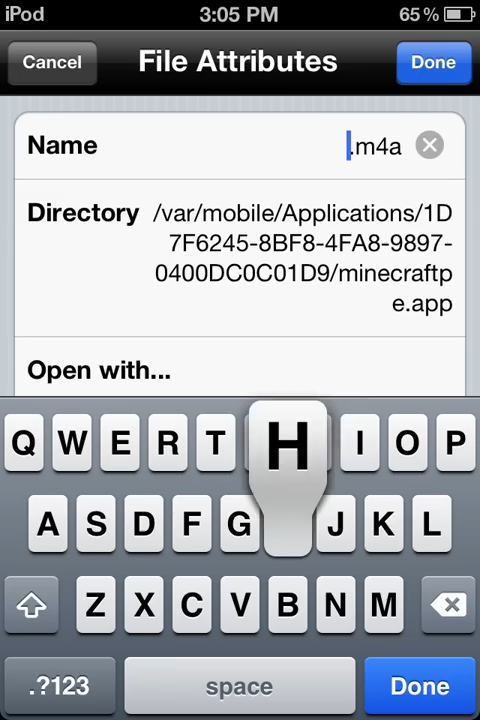 iPod 3:05 PM 65 %
Cancel File Attributes Done
Name .m4a
Directory /var/mobile/Applications/1D
7F6245-8BF8-4FA8-9897-
0400DC0C01D9/minecraftp
e.app
Open with...
Q W E R T H I O P
A S D F G J K L
Z X C V B N M
.?123 space Done